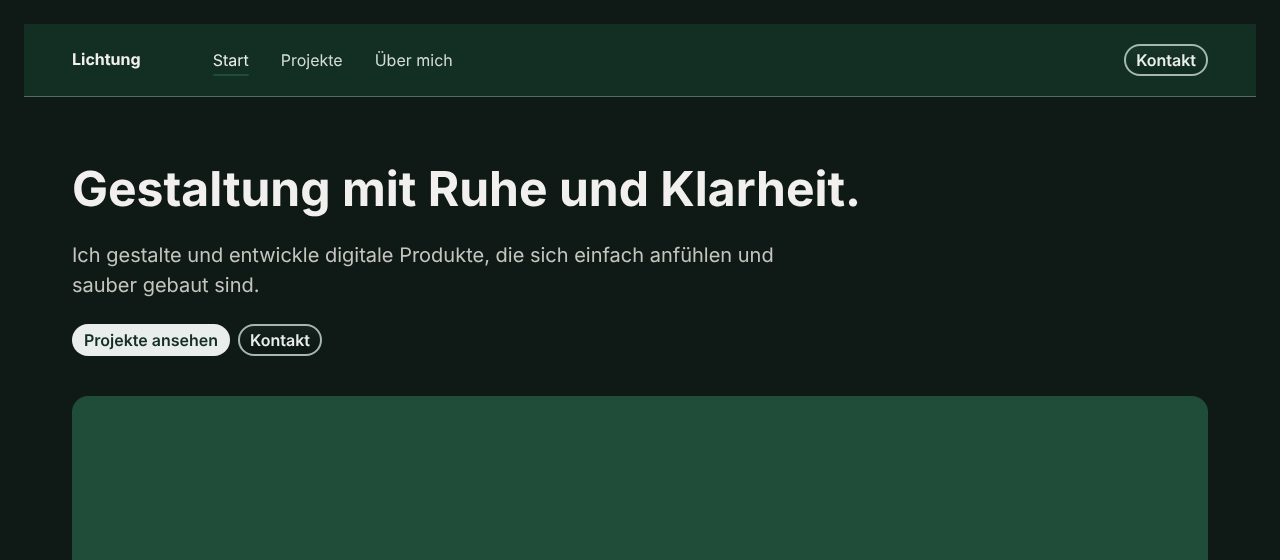 Lichtung
Start
Projekte
Über mich
Kontakt
Gestaltung mit Ruhe und Klarheit.
Ich gestalte und entwickle digitale Produkte, die sich einfach anfühlen und
sauber gebaut sind.
Projekte ansehen
Kontakt